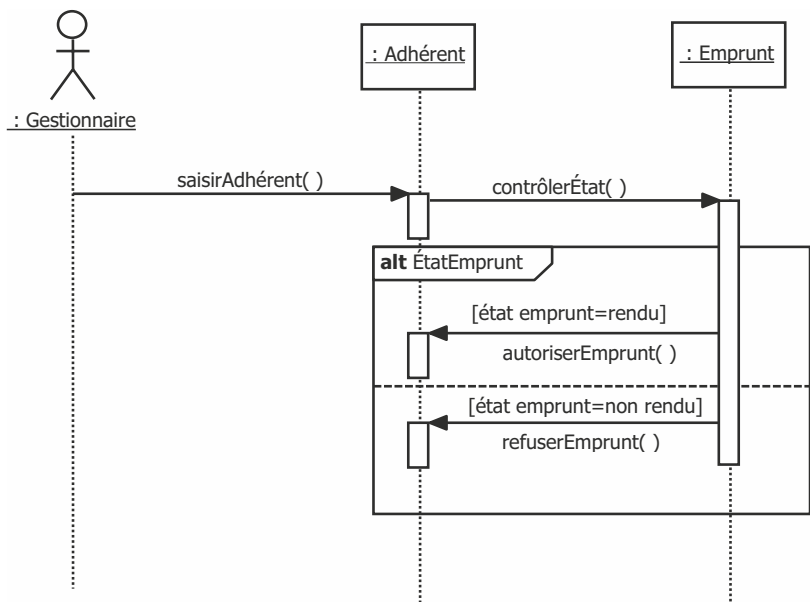 : Adhérent
: Emprunt
: Gestionnaire
saisirAdhérent( )
contrôlerÉtat( )
alt ÉtatEmprunt
[état emprunt=rendu]
autoriserEmprunt( )
[état emprunt=non rendu]
refuserEmprunt( )